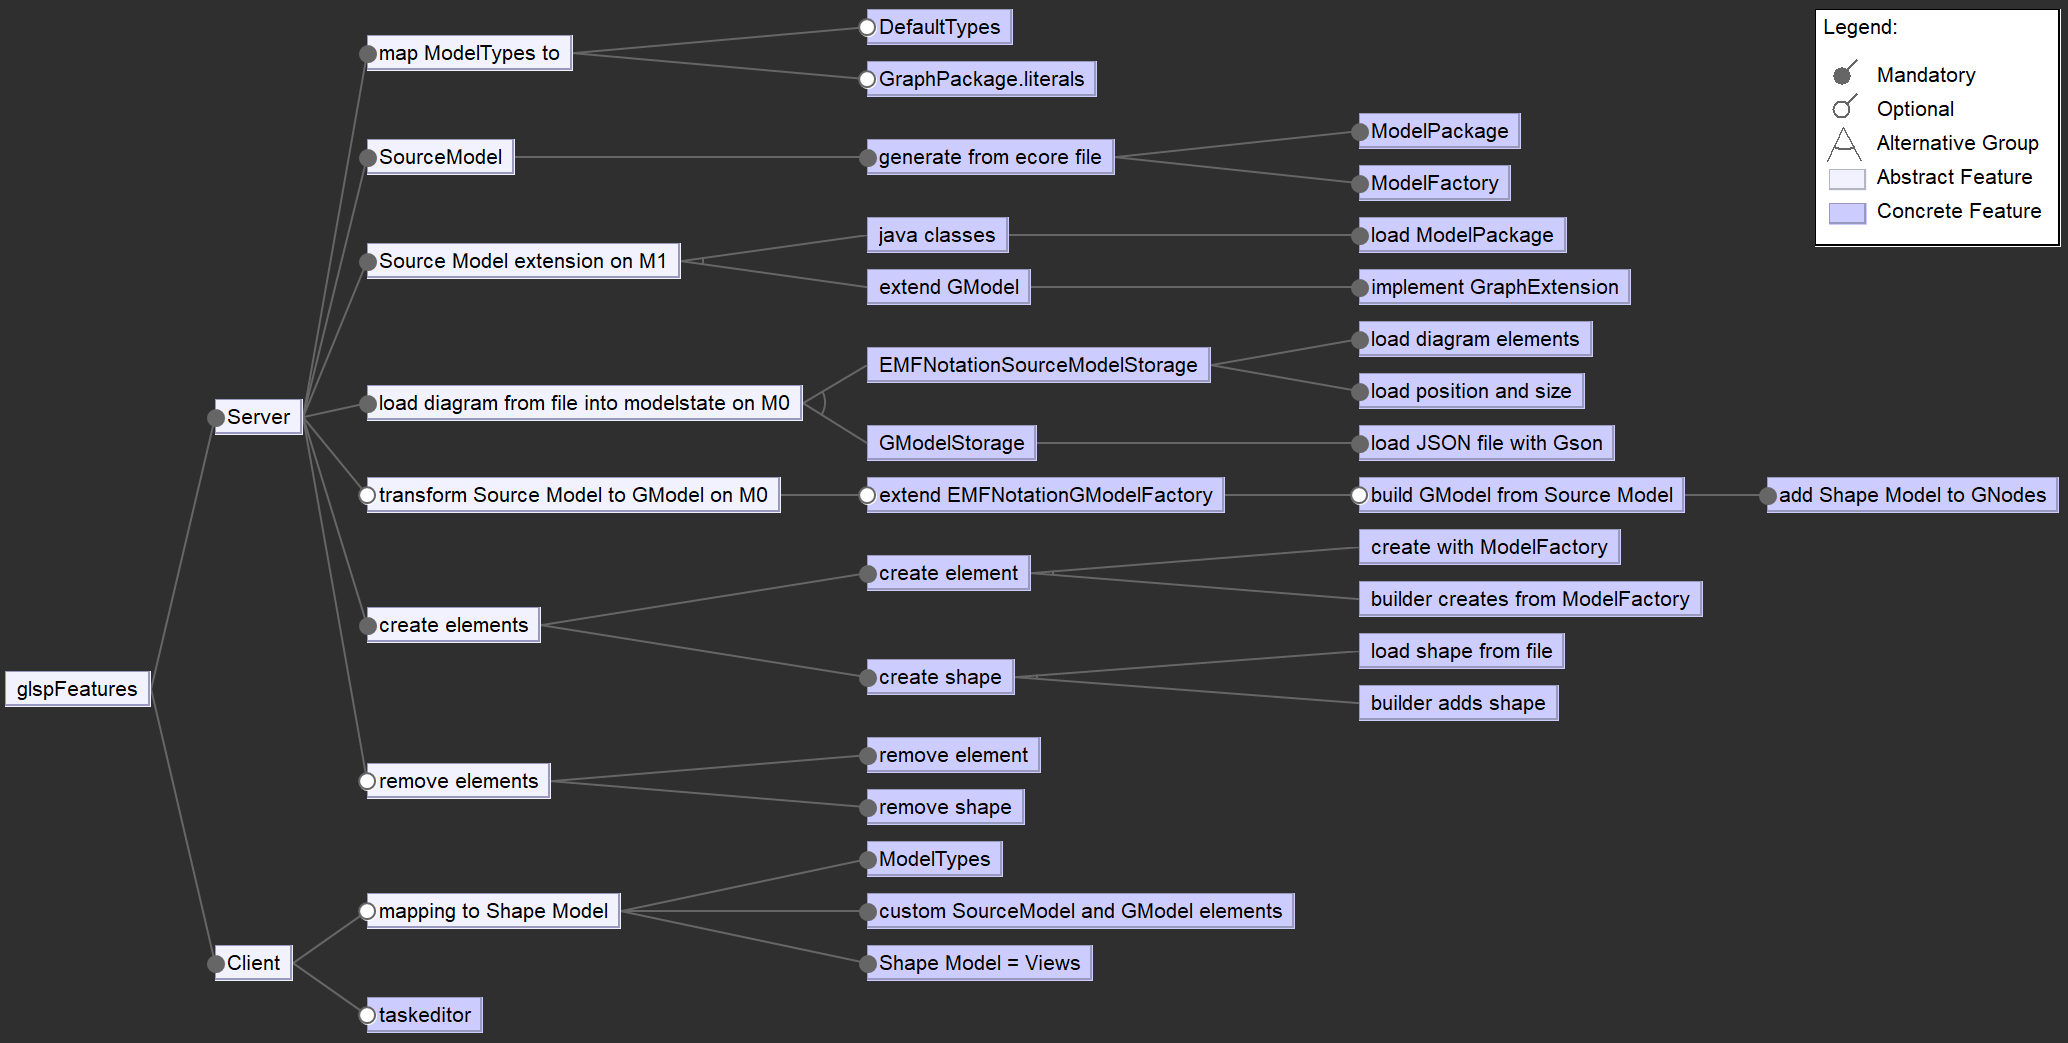 DefaultTypes
map ModelTypes to
GraphPackage.literals
ModelPackage
SourceModel
generate from ecore file
ModelFactory
java classes
load ModelPackage
Source Model extension on M1
extend GModel
implement GraphExtension
load diagram elements
EMFNotationSourceModelStorage
load position and size
load diagram from file into modelstate on M0
Server
GModelStorage
load JSON file with Gson
transform Source Model to GModel on M0
extend EMFNotationGModelFactory
build GModel from Source Model
add Shape Model to GNodes
create with ModelFactory
create element
builder creates from ModelFactory
create elements
load shape from file
create shape
glspFeatures
builder adds shape
remove element
remove elements
remove shape
ModelTypes
mapping to Shape Model
custom SourceModel and GModel elements
Client
Shape Model = Views
taskeditor
Legend:
Mandatory
Optional
Alternative Group
Abstract Feature
Concrete Feature